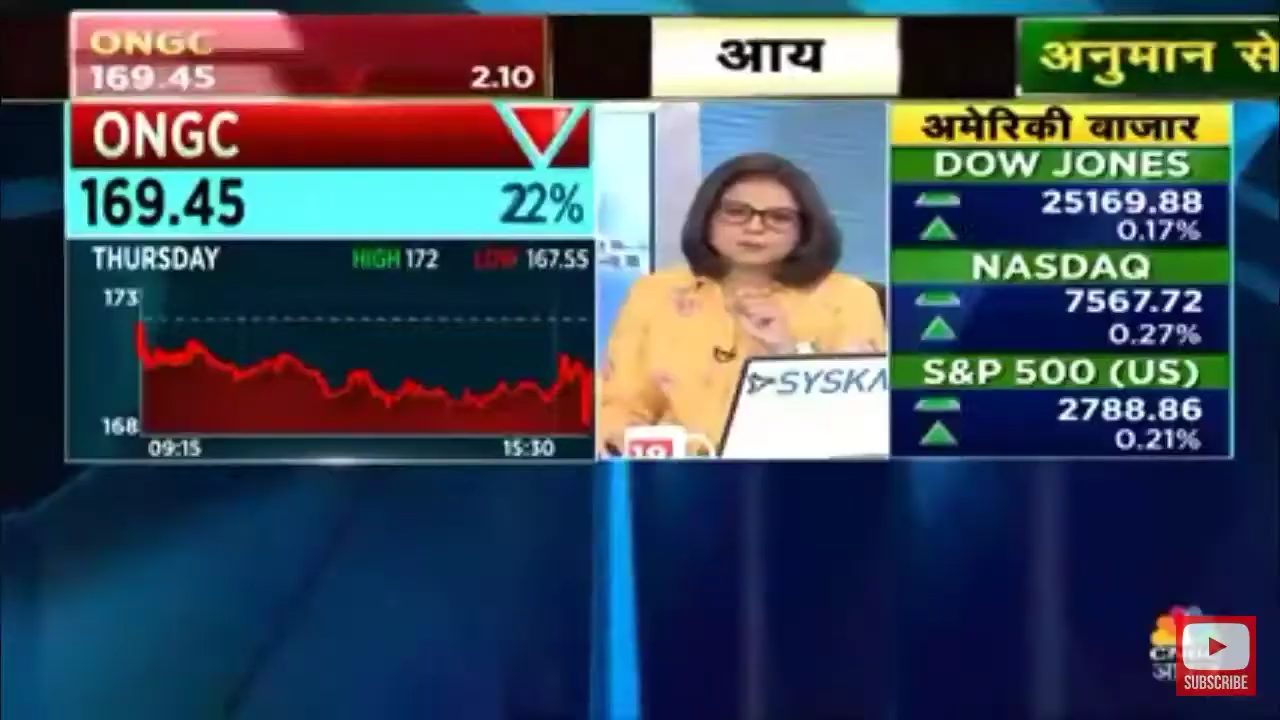 ONGC
169.45 2.10
आय
अनुमान से
ONGC
169.45 22%
THURSDAY HIGH 172 LOW 167.55
173
168
09:15 15:30
SYSKA
अमेरिकी बाजार
DOW JONES
25169.88
0.17%
NASDAQ
7567.72
0.27%
S&P 500 (US)
2788.86
0.21%
SUBSCRIBE